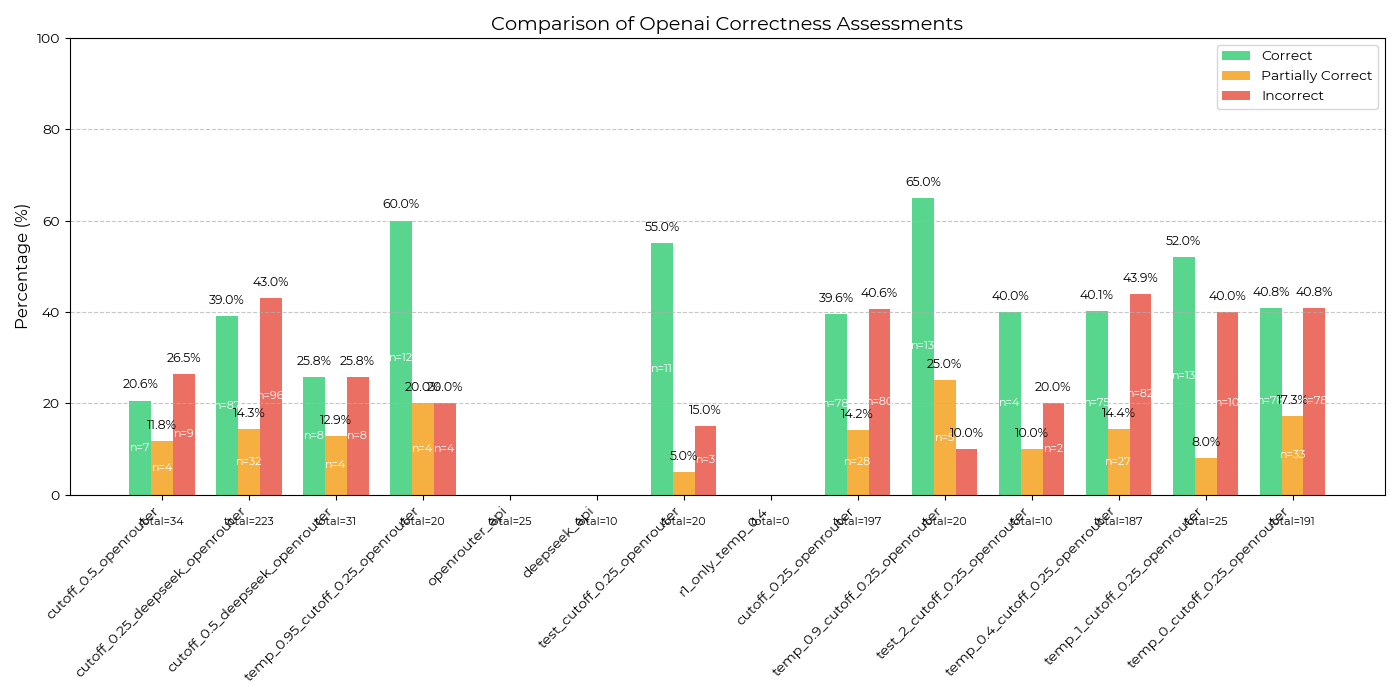 Comparison of Openai Correctness Assessments
Correct
Partially Correct
Incorrect
Percentage (%)
100
80
60
40
20
0
20.6%
11.8%
26.5%
39.0%
14.3%
43.0%
25.8%
12.9%
25.8%
60.0%
20.0%
20.0%
55.0%
5.0%
15.0%
39.6%
14.2%
40.6%
65.0%
25.0%
10.0%
40.0%
10.0%
20.0%
40.1%
14.4%
43.9%
52.0%
8.0%
40.0%
40.8%
17.3%
40.8%
n=7
n=4
n=9
n=87
n=32
n=96
n=8
n=4
n=8
n=12
n=4
n=4
n=11
n=3
n=78
n=28
n=80
n=13
n=5
n=4
n=2
n=75
n=27
n=82
n=13
n=10
n=33
n=78
total=34
total=223
total=31
total=20
total=25
total=10
total=20
total=0
total=197
total=20
total=10
total=187
total=25
total=191
cutoff_0.5_openrouter
cutoff_0.25_deepseek_openrouter
cutoff_0.5_deepseek_openrouter
temp_0.95_cutoff_0.25_openrouter
openrouter_api
deepseek_api
test_cutoff_0.25_openrouter
r1_only_temp_0.4
cutoff_0.25_openrouter
temp_0.9_cutoff_0.25_openrouter
test_2_cutoff_0.25_openrouter
temp_0.4_cutoff_0.25_openrouter
temp_1_cutoff_0.25_openrouter
temp_0_cutoff_0.25_openrouter